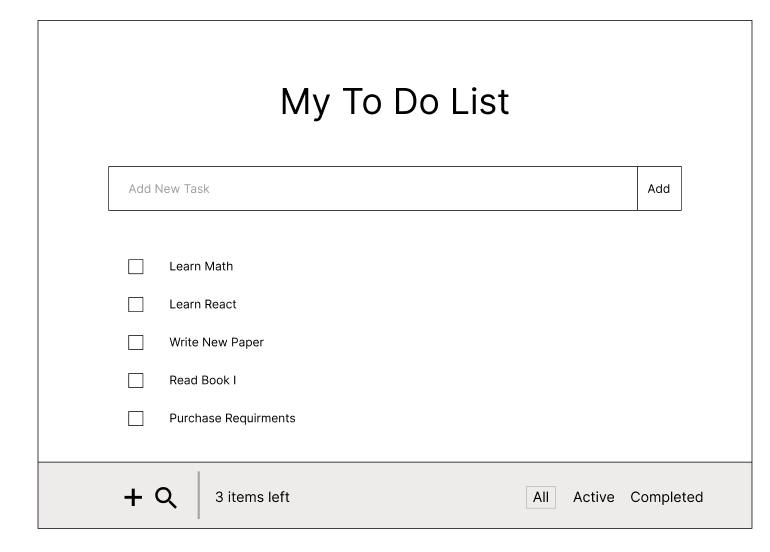 My To Do List
Add New Task Add
Learn Math
Learn React
Write New Paper
Read Book I
Purchase Requirments
3 items left All Active Completed